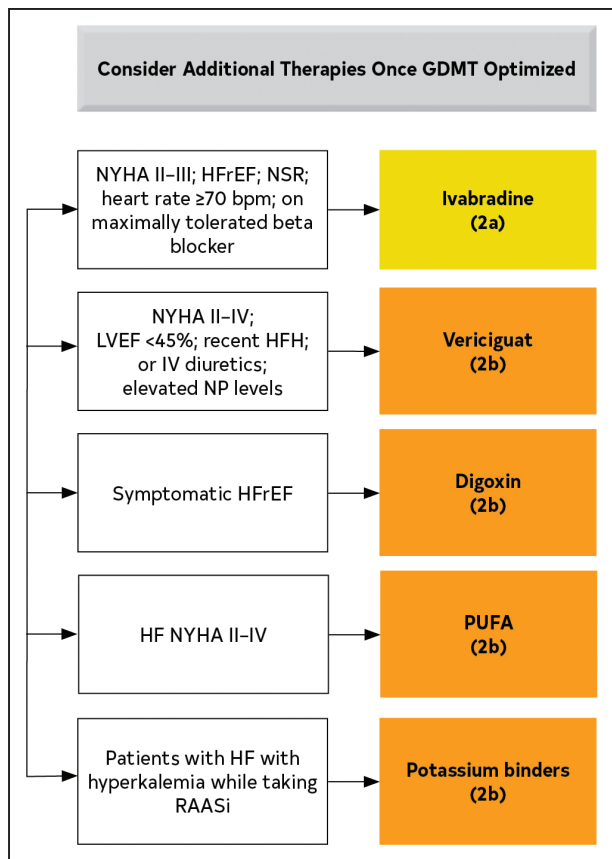 Consider Additional Therapies Once GDMT Optimized
NYHA II–III; HFrEF; NSR;
heart rate ≥70 bpm; on
maximally tolerated beta
blocker
Ivabradine
(2a)
NYHA II–IV;
LVEF <45%; recent HFH;
or IV diuretics;
elevated NP levels
Vericiguat
(2b)
Symptomatic HFrEF
Digoxin
(2b)
HF NYHA II–IV
PUFA
(2b)
Patients with HF with
hyperkalemia while taking
RAASi
Potassium binders
(2b)